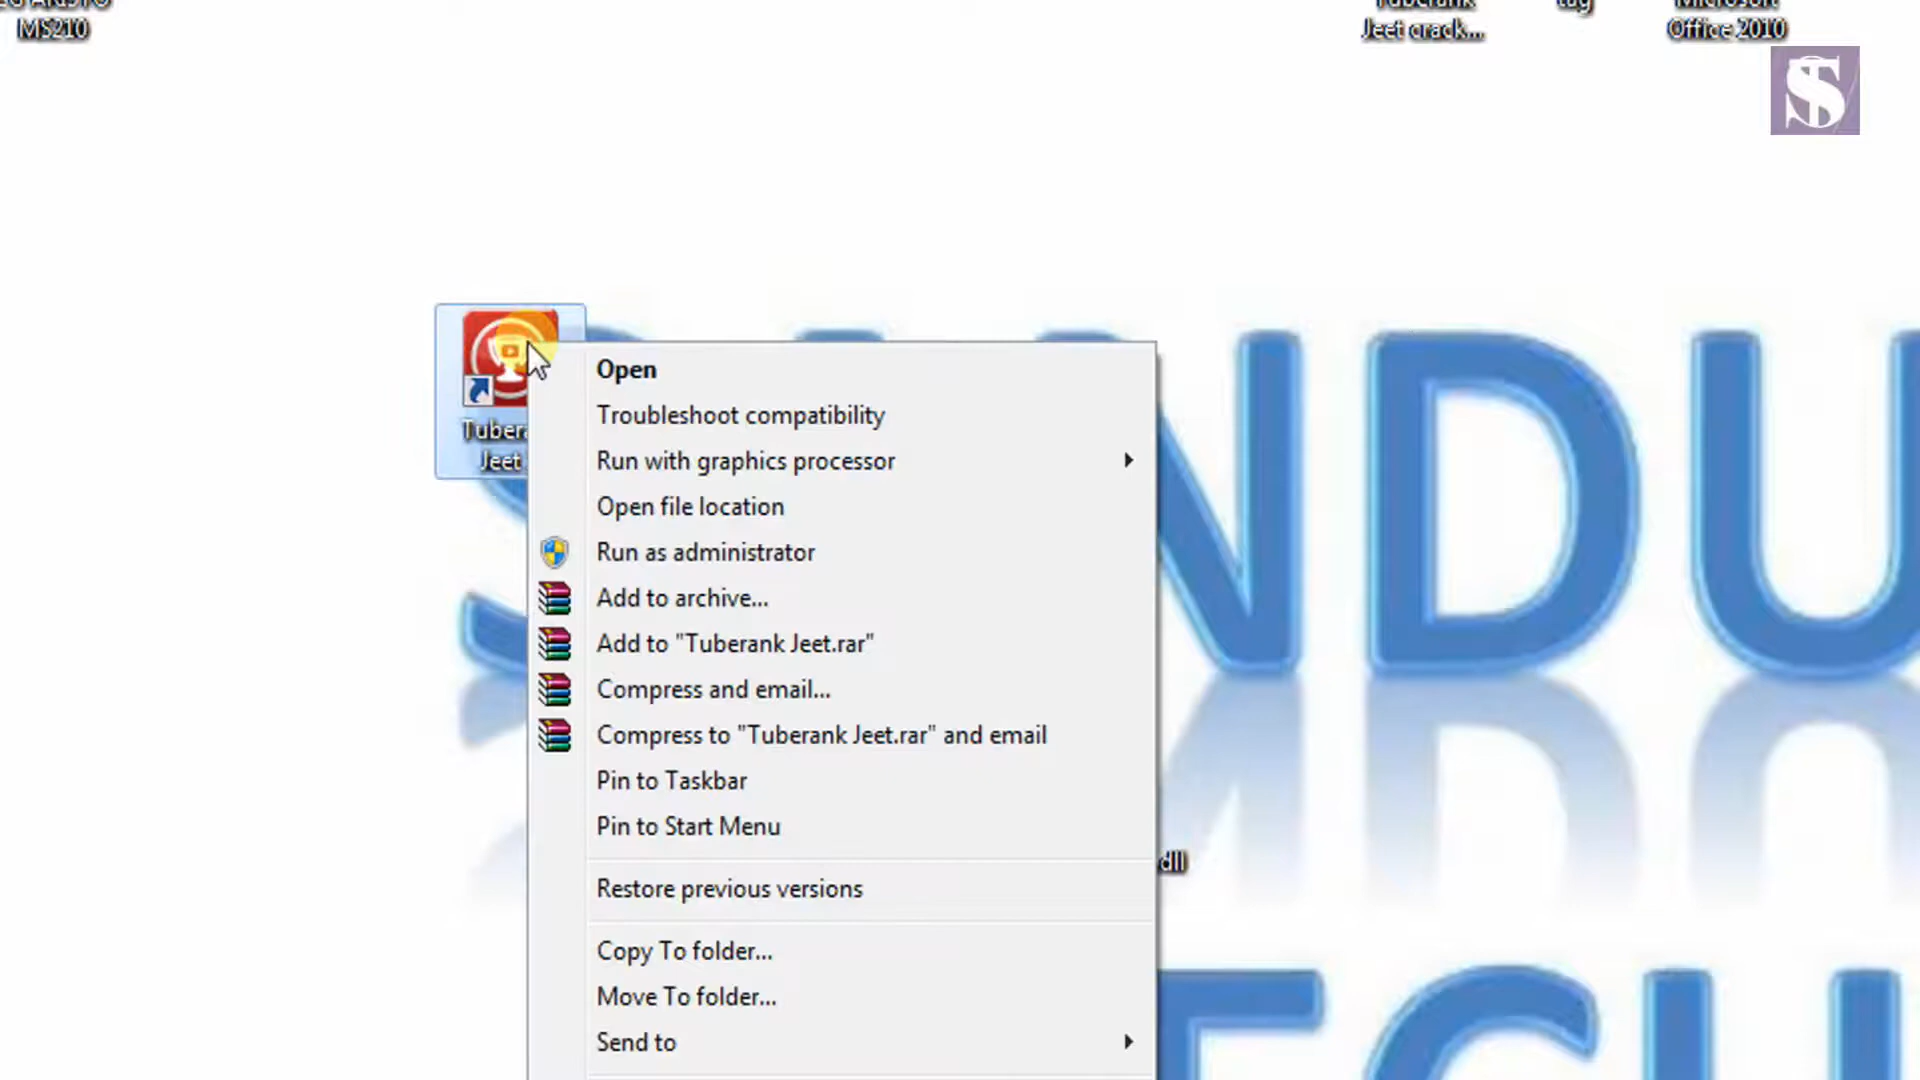 MS210
Jeet crack...
Office 2010
Open
Troubleshoot compatibility
Run with graphics processor
Open file location
Run as administrator
Add to archive...
Add to "Tuberank Jeet.rar"
Compress and email...
Compress to "Tuberank Jeet.rar" and email
Pin to Taskbar
Pin to Start Menu
Restore previous versions
Copy To folder...
Move To folder...
Send to
Jeet
dll
NDU